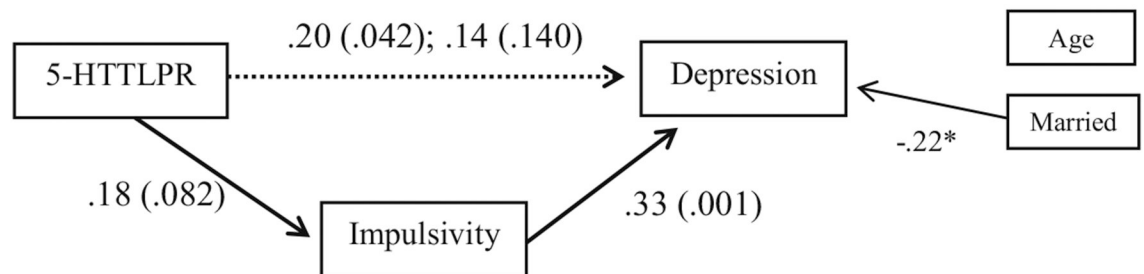 .20 (.042); .14 (.140)
5-HTTLPR
Depression
Age
Married
-.22*
.18 (.082)
.33 (.001)
Impulsivity